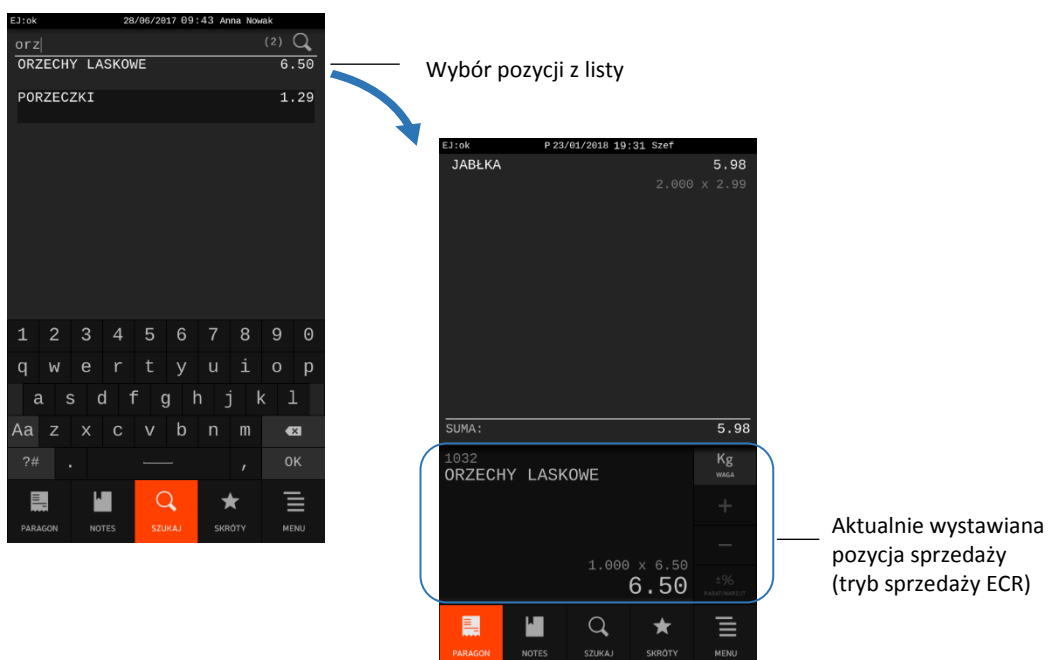 EJ:ok 28/06/2017 09:43 Anna Nowak
orz (2)
ORZECHY LASKOWE 6.50
PORZECZKI 1.29
1 2 3 4 5 6 7 8 9 0
q w e r t y u i o p
a s d f g h j k l
Aa z x c v b n m
?# . , OK
PARAGON NOTES SZUKAJ SKRÓTY MENU
Wybór pozycji z listy
EJ:ok P 23/01/2018 19:31 Szef
JABŁKA 5.98
2.000 x 2.99
SUMA: 5.98
1032
ORZECHY LASKOWE
Kg
WAGA
+
—
1.000 x 6.50
6.50
±%
RABAT/NARZUT
PARAGON NOTES SZUKAJ SKRÓTY MENU
Aktualnie wystawiana
pozycja sprzedaży
(tryb sprzedaży ECR)